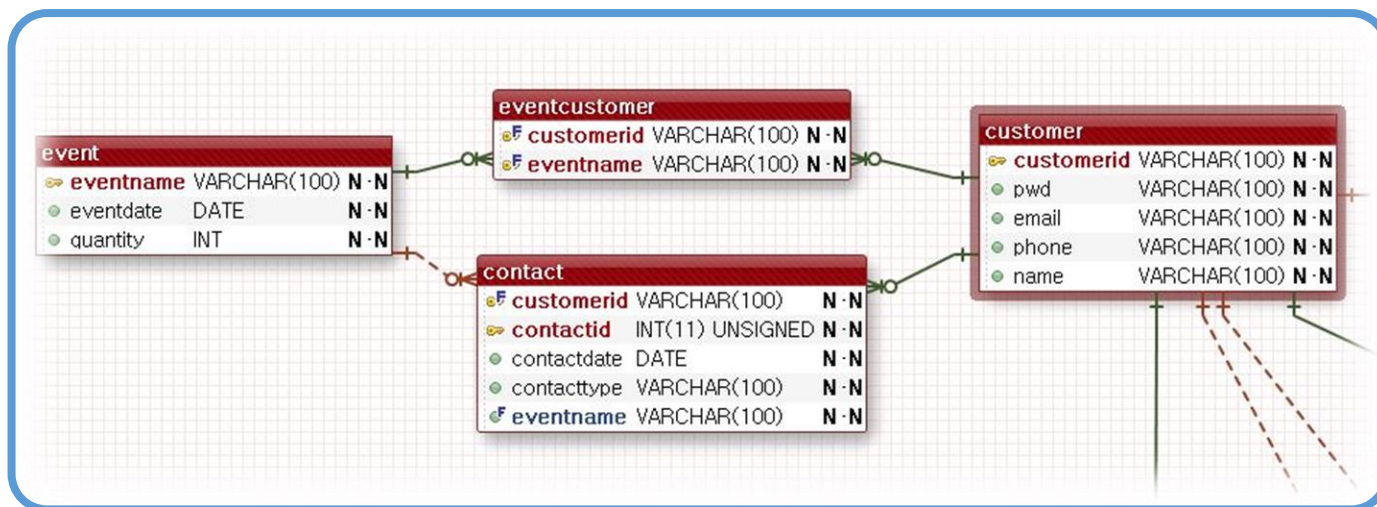 event
eventname VARCHAR(100) N·N
eventdate DATE N·N
quantity INT N·N
eventcustomer
F customerid VARCHAR(100) N·N
F eventname VARCHAR(100) N·N
contact
F customerid VARCHAR(100) N·N
contactid INT(11) UNSIGNED N·N
contactdate DATE N·N
contacttype VARCHAR(100) N·N
F eventname VARCHAR(100) N·N
customer
customerid VARCHAR(100) N·N
pwd VARCHAR(100) N·N
email VARCHAR(100) N·N
phone VARCHAR(100) N·N
name VARCHAR(100) N·N